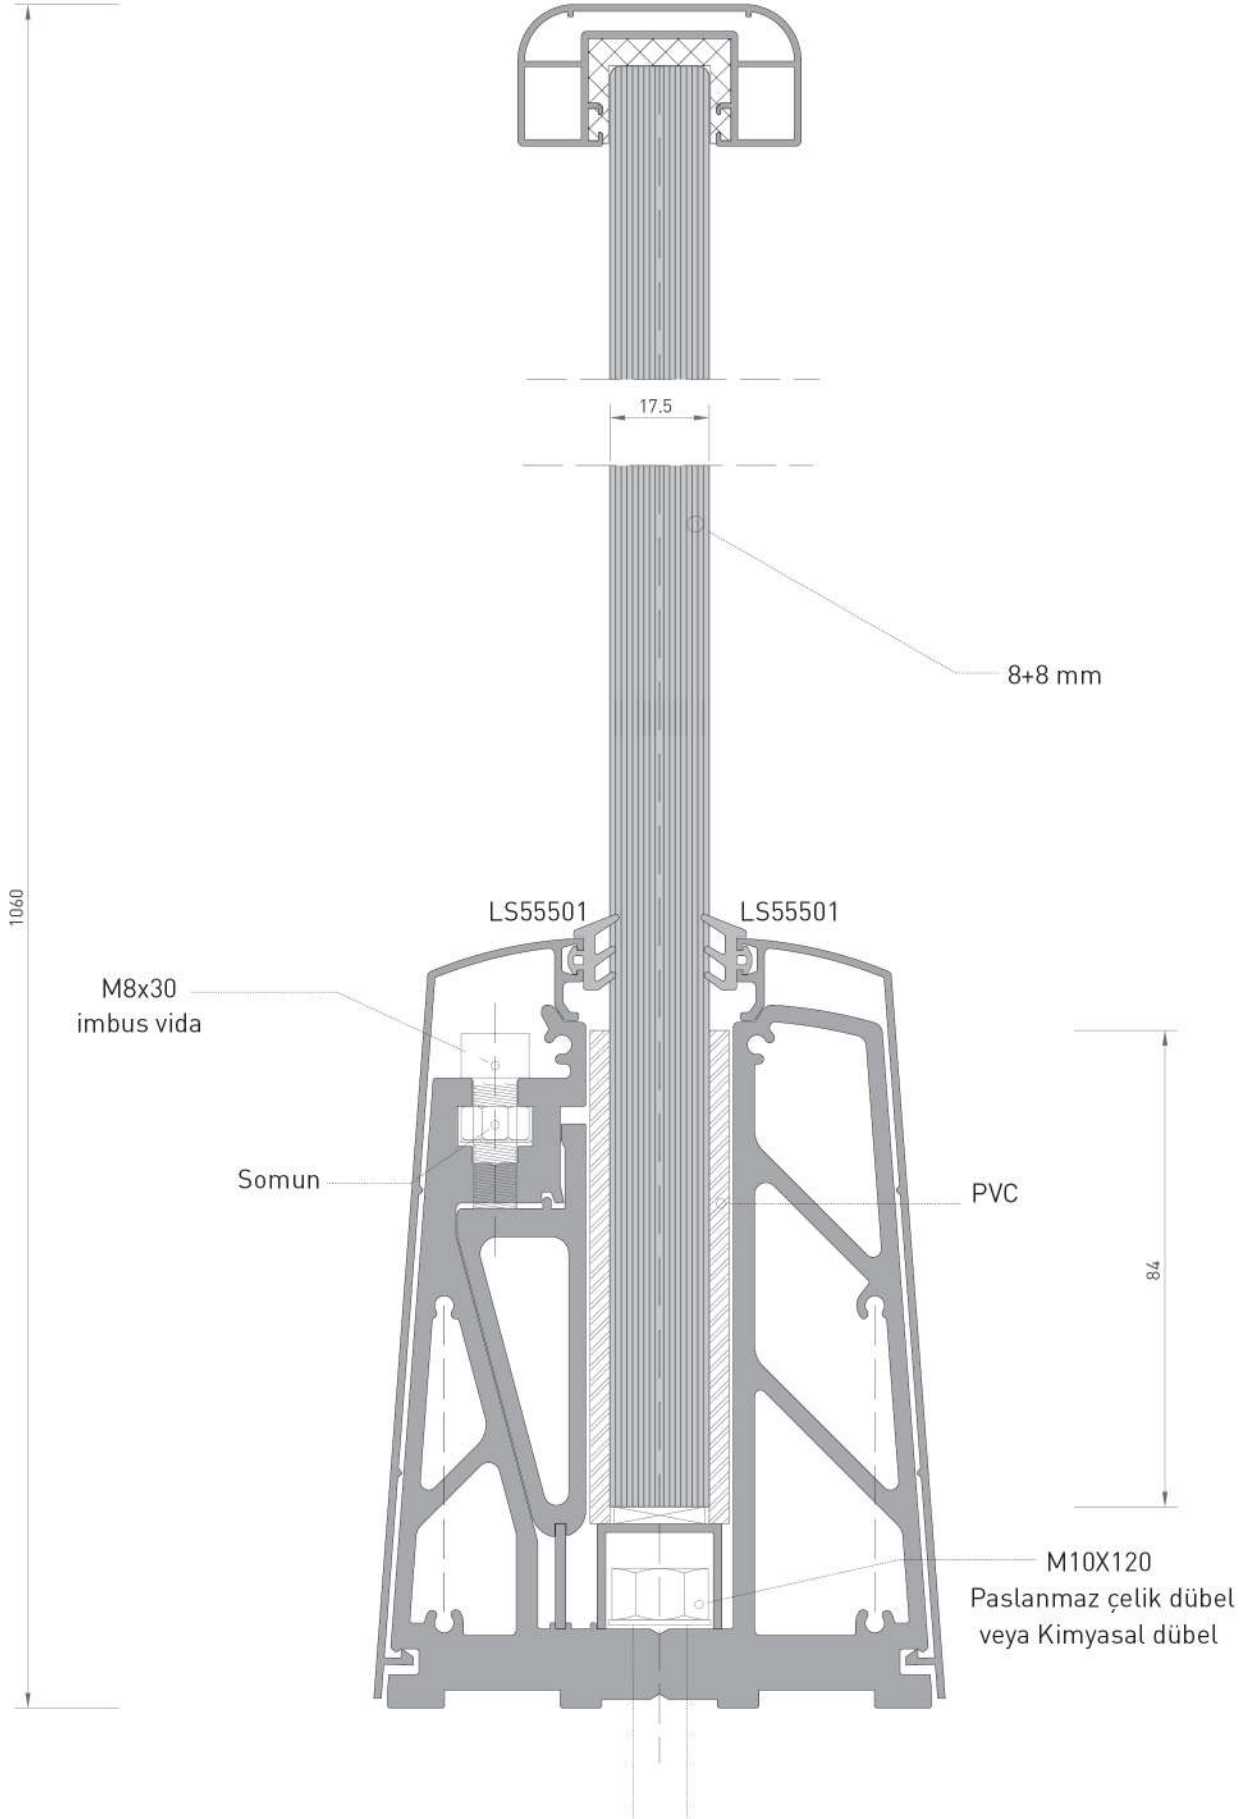 17.5
8+8 mm
1060
LS55501
LS55501
M8x30
imbus vida
Somun
PVC
84
M10X120
Paslanmaz çelik dübel
veya Kimyasal dübel